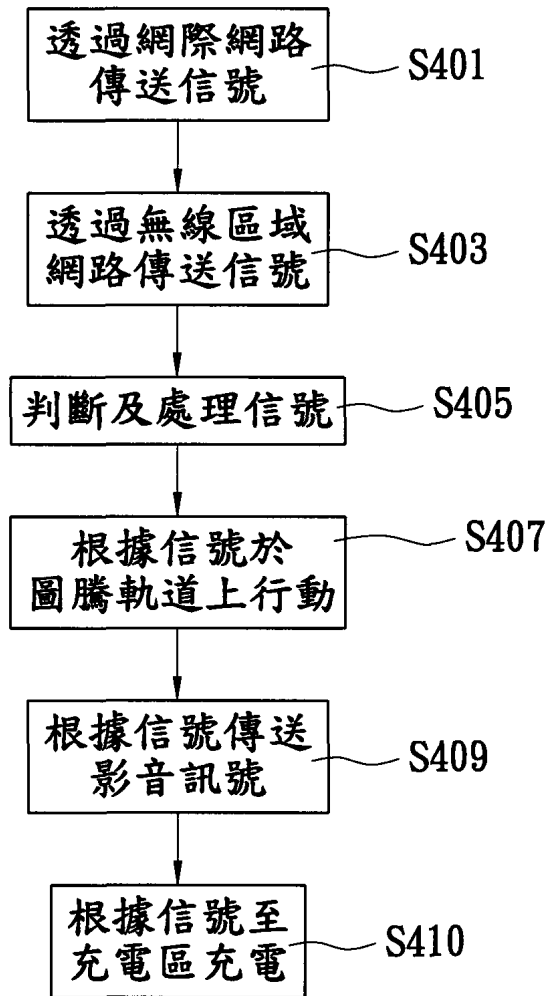 透過網際網路
傳送信號
S401
透過無線區域
網路傳送信號
S403
判斷及處理信號
S405
根據信號於
圖騰軌道上行動
S407
根據信號傳送
影音訊號
S409
根據信號至
充電區充電
S410